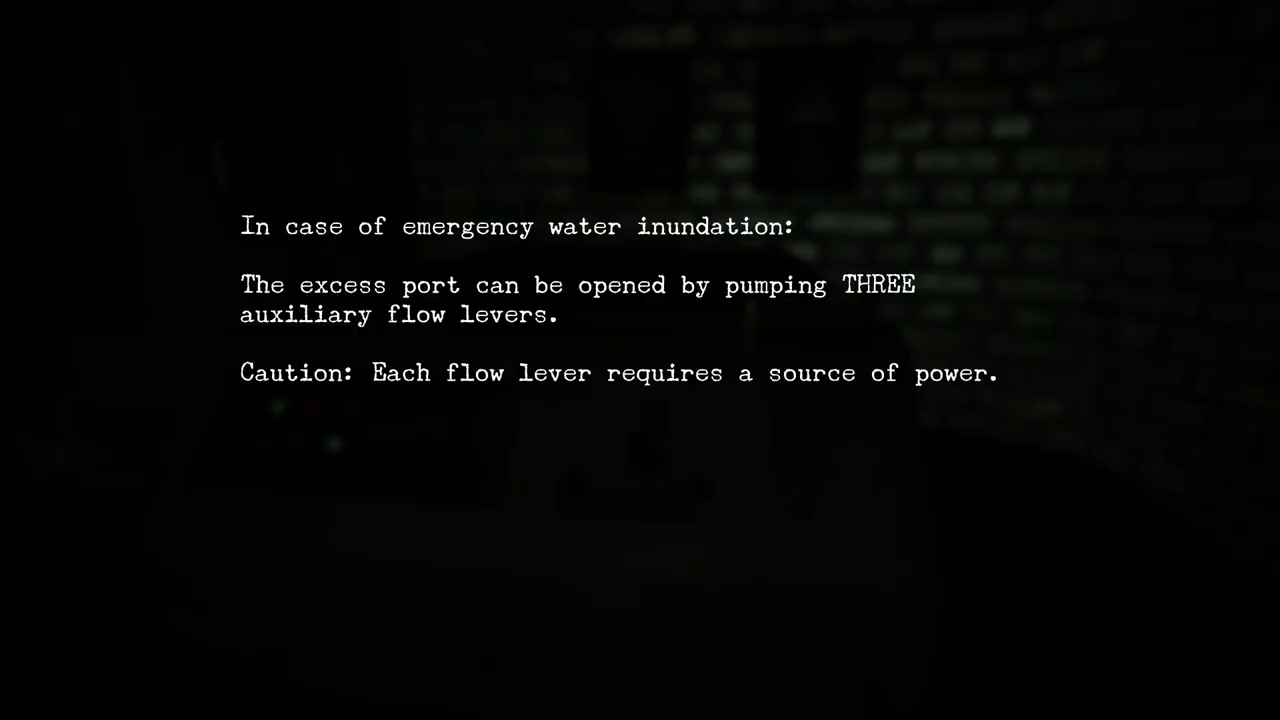 In case of emergency water inundation:
The excess port can be opened by pumping THREE
auxiliary flow levers.
Caution: Each flow lever requires a source of power.